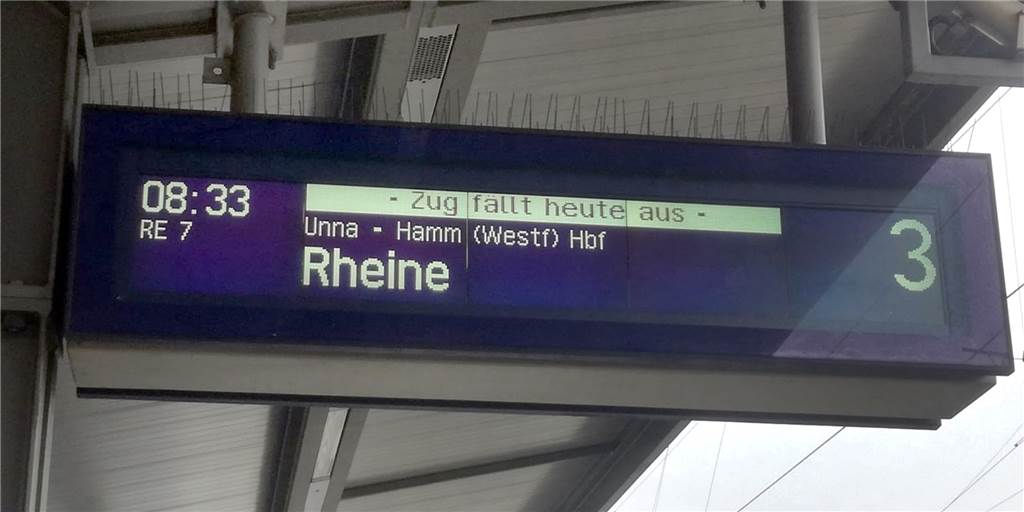 08:33
- Zug fällt heute aus -
RE 7
Unna - Hamm (Westf) Hbf
Rheine
3